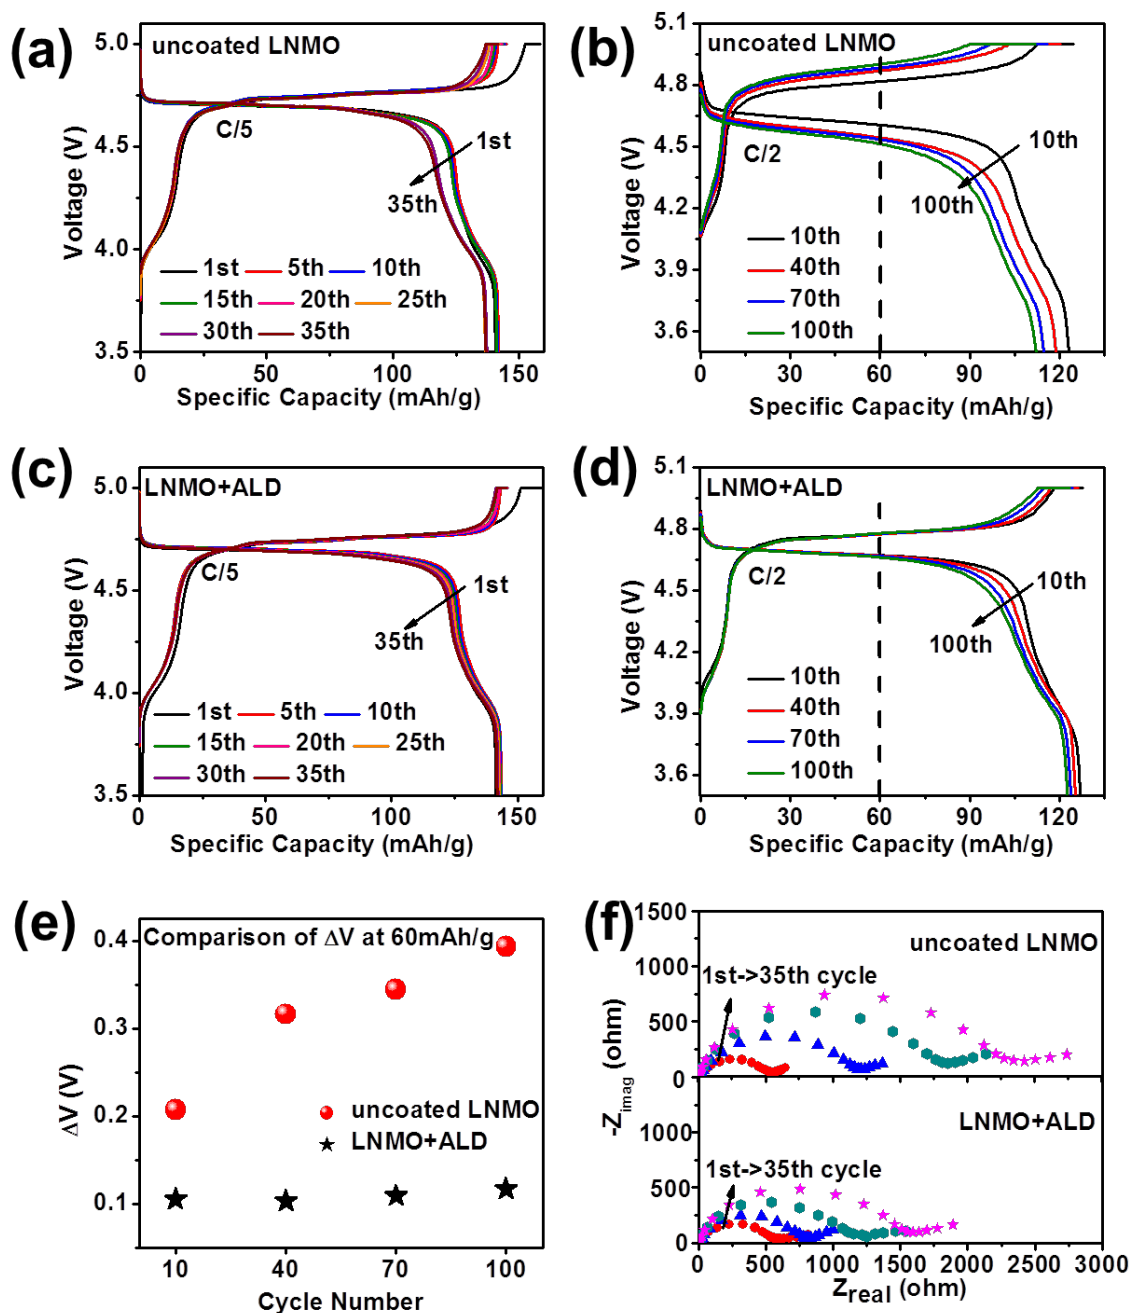 (a)
uncoated LNMO
5.0
4.5
4.0
3.5
Voltage (V)
C/5
1st
35th
1st 5th 10th
15th 20th 25th
30th 35th
0 50 100 150
Specific Capacity (mAh/g)
(b)
uncoated LNMO
5.1
4.8
4.5
4.2
3.9
3.6
Voltage (V)
C/2
10th
100th
10th
40th
70th
100th
0 30 60 90 120
Specific Capacity (mAh/g)
(c)
LNMO+ALD
5.0
4.5
4.0
3.5
Voltage (V)
C/5
1st
35th
1st 5th 10th
15th 20th 25th
30th 35th
0 50 100 150
Specific Capacity (mAh/g)
(d)
LNMO+ALD
5.1
4.8
4.5
4.2
3.9
3.6
Voltage (V)
C/2
10th
100th
10th
40th
70th
100th
0 30 60 90 120
Specific Capacity (mAh/g)
(e)
Comparison of ΔV at 60mAh/g
0.4
0.3
0.2
0.1
ΔV (V)
uncoated LNMO
LNMO+ALD
10 40 70 100
Cycle Number
(f)
1500
1000
500
0
uncoated LNMO
1st->35th cycle
-Z_imag (ohm)
1000
500
0
LNMO+ALD
1st->35th cycle
0 500 1000 1500 2000 2500 3000
Z_real (ohm)